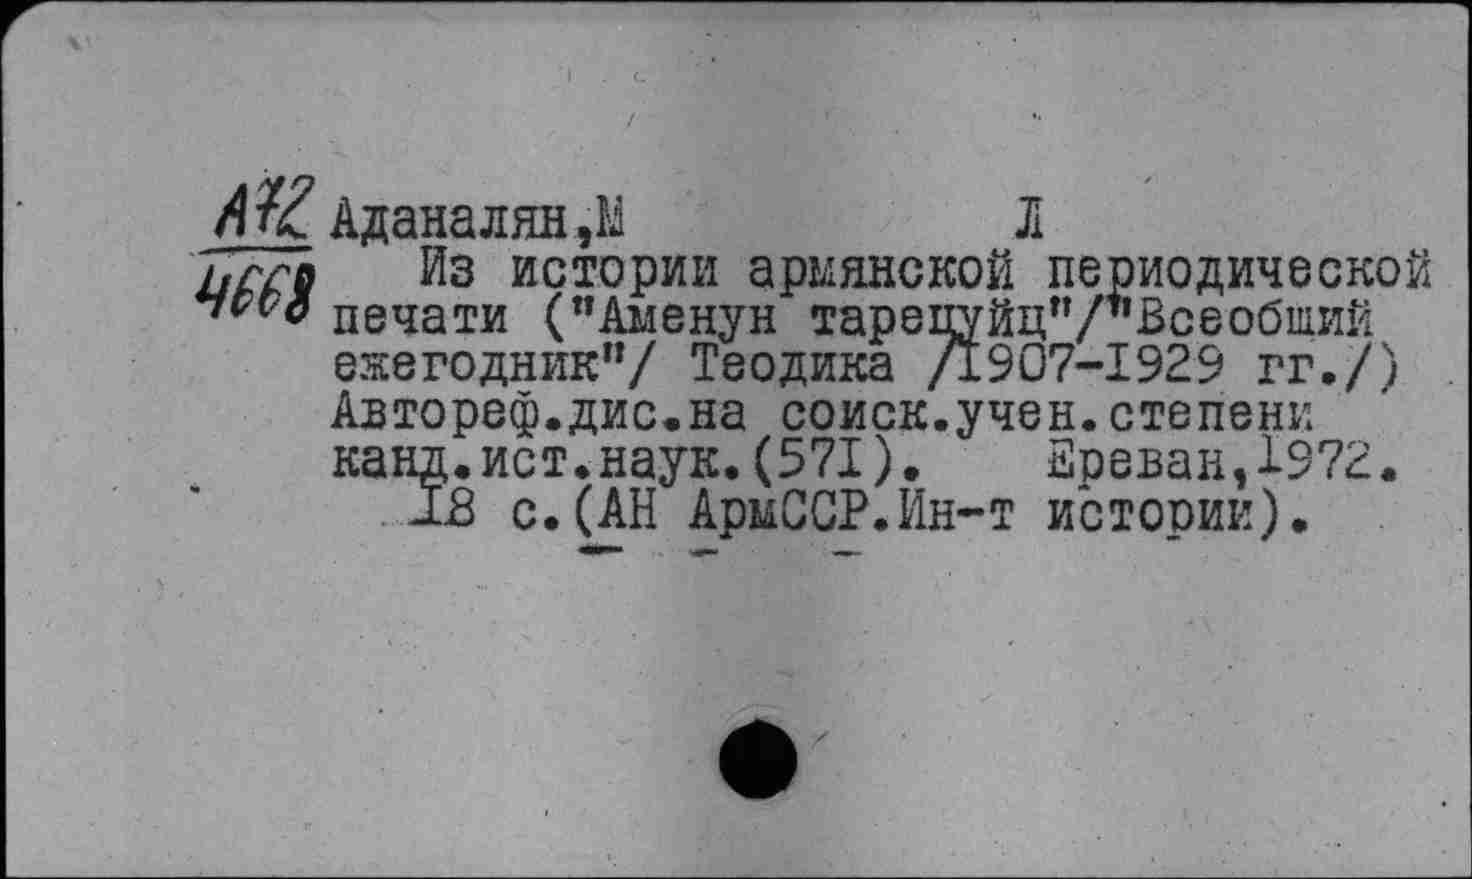 А72 Аданалян,М Л
4668 Из истории армянской периодической
печати ("Аменун тарецуйц"/"Всеобщий
ежегодник"/ Теодика /1907-1929 гг./)
Автореф.дис.на соиск.учен.степени
канд.ист.наук.(571). Ереван,1972.
18 с.(АН АрмССР.Ин-т истории).